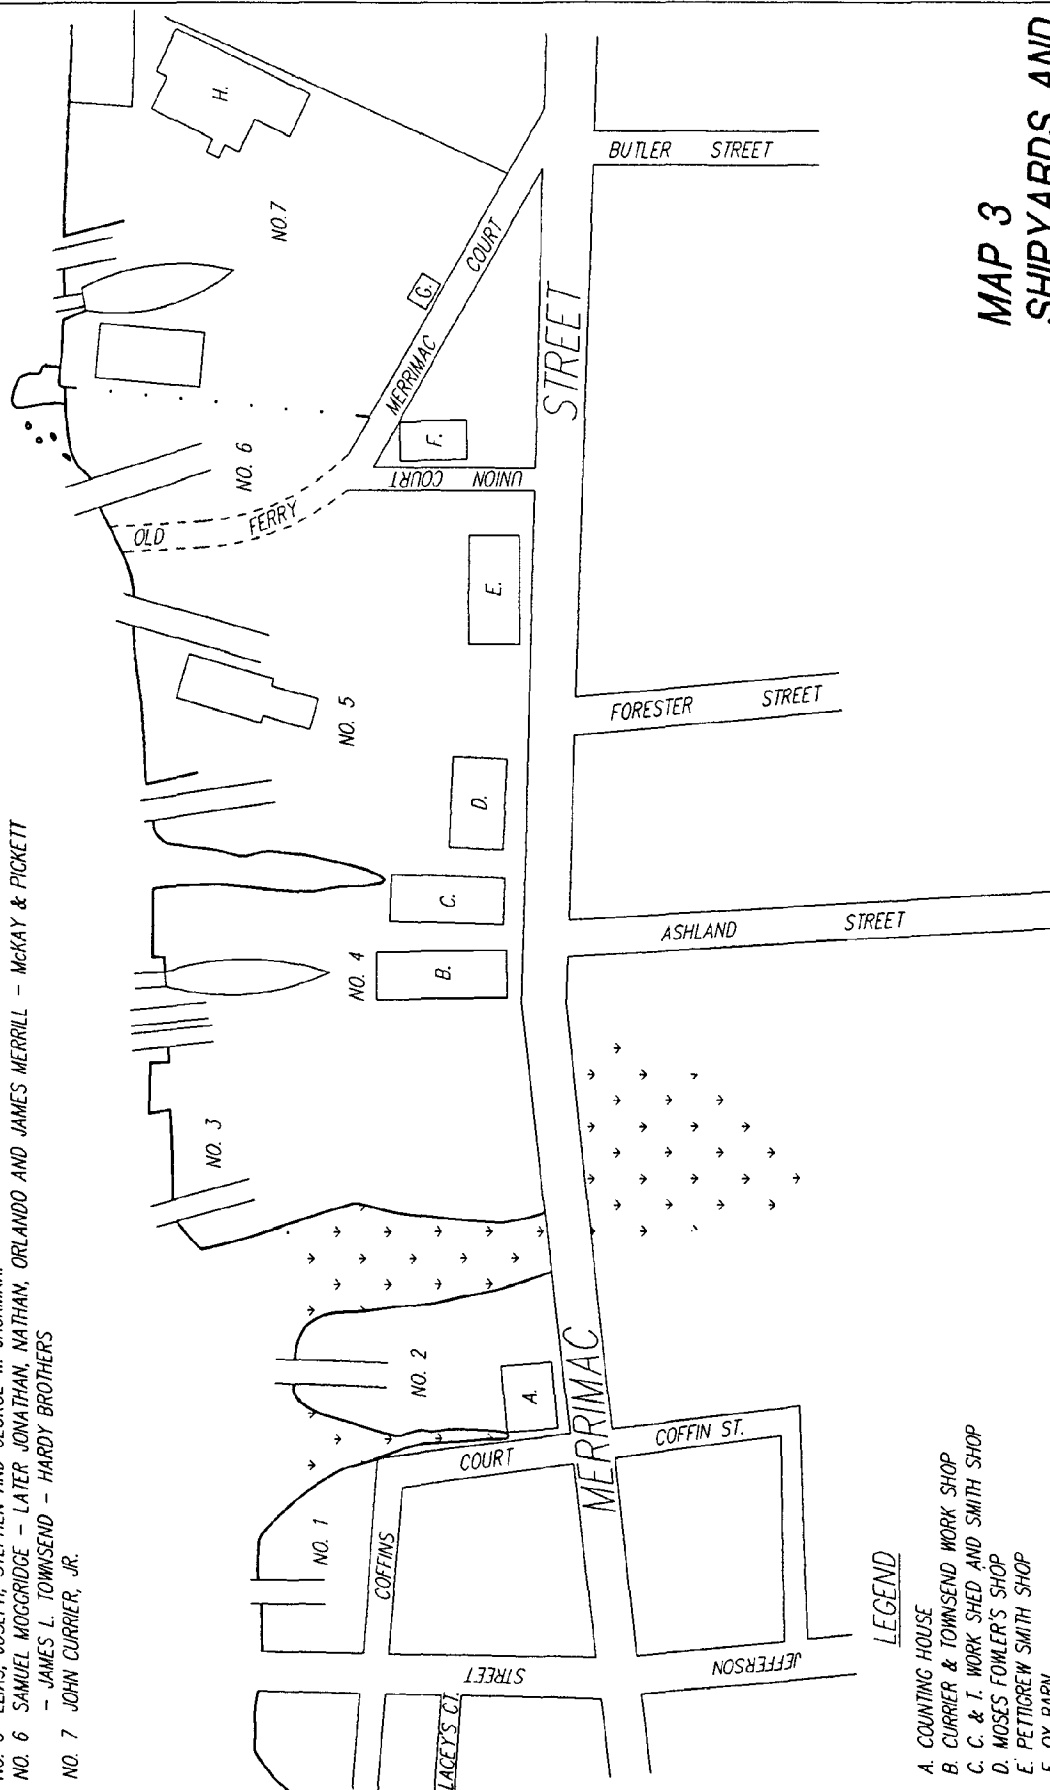 NO. 6 SAMUEL MOGGRIDGE – LATER JONATHAN, NATHAN, ORLANDO AND JAMES MERRILL – McKAY & PICKETT
– JAMES L. TOWNSEND – HARDY BROTHERS
NO. 7 JOHN CURRIER, JR.
NO. 1
NO. 2
NO. 3
NO. 4
NO. 5
NO. 6
NO.7
A.
B.
C.
D.
E.
F.
G.
H.
OLD FERRY
UNION COURT
MERRIMAC COURT
COFFINS COURT
LACEY'S CT.
JEFFERSON STREET
MERRIMAC STREET
COFFIN ST.
ASHLAND STREET
FORESTER STREET
BUTLER STREET
LEGEND
A. COUNTING HOUSE
B. CURRIER & TOWNSEND WORK SHOP
C. C. & T. WORK SHED AND SMITH SHOP
D. MOSES FOWLER'S SHOP
E. PETTIGREW SMITH SHOP
F. OX BARN
MAP 3
SHIPYARDS AND